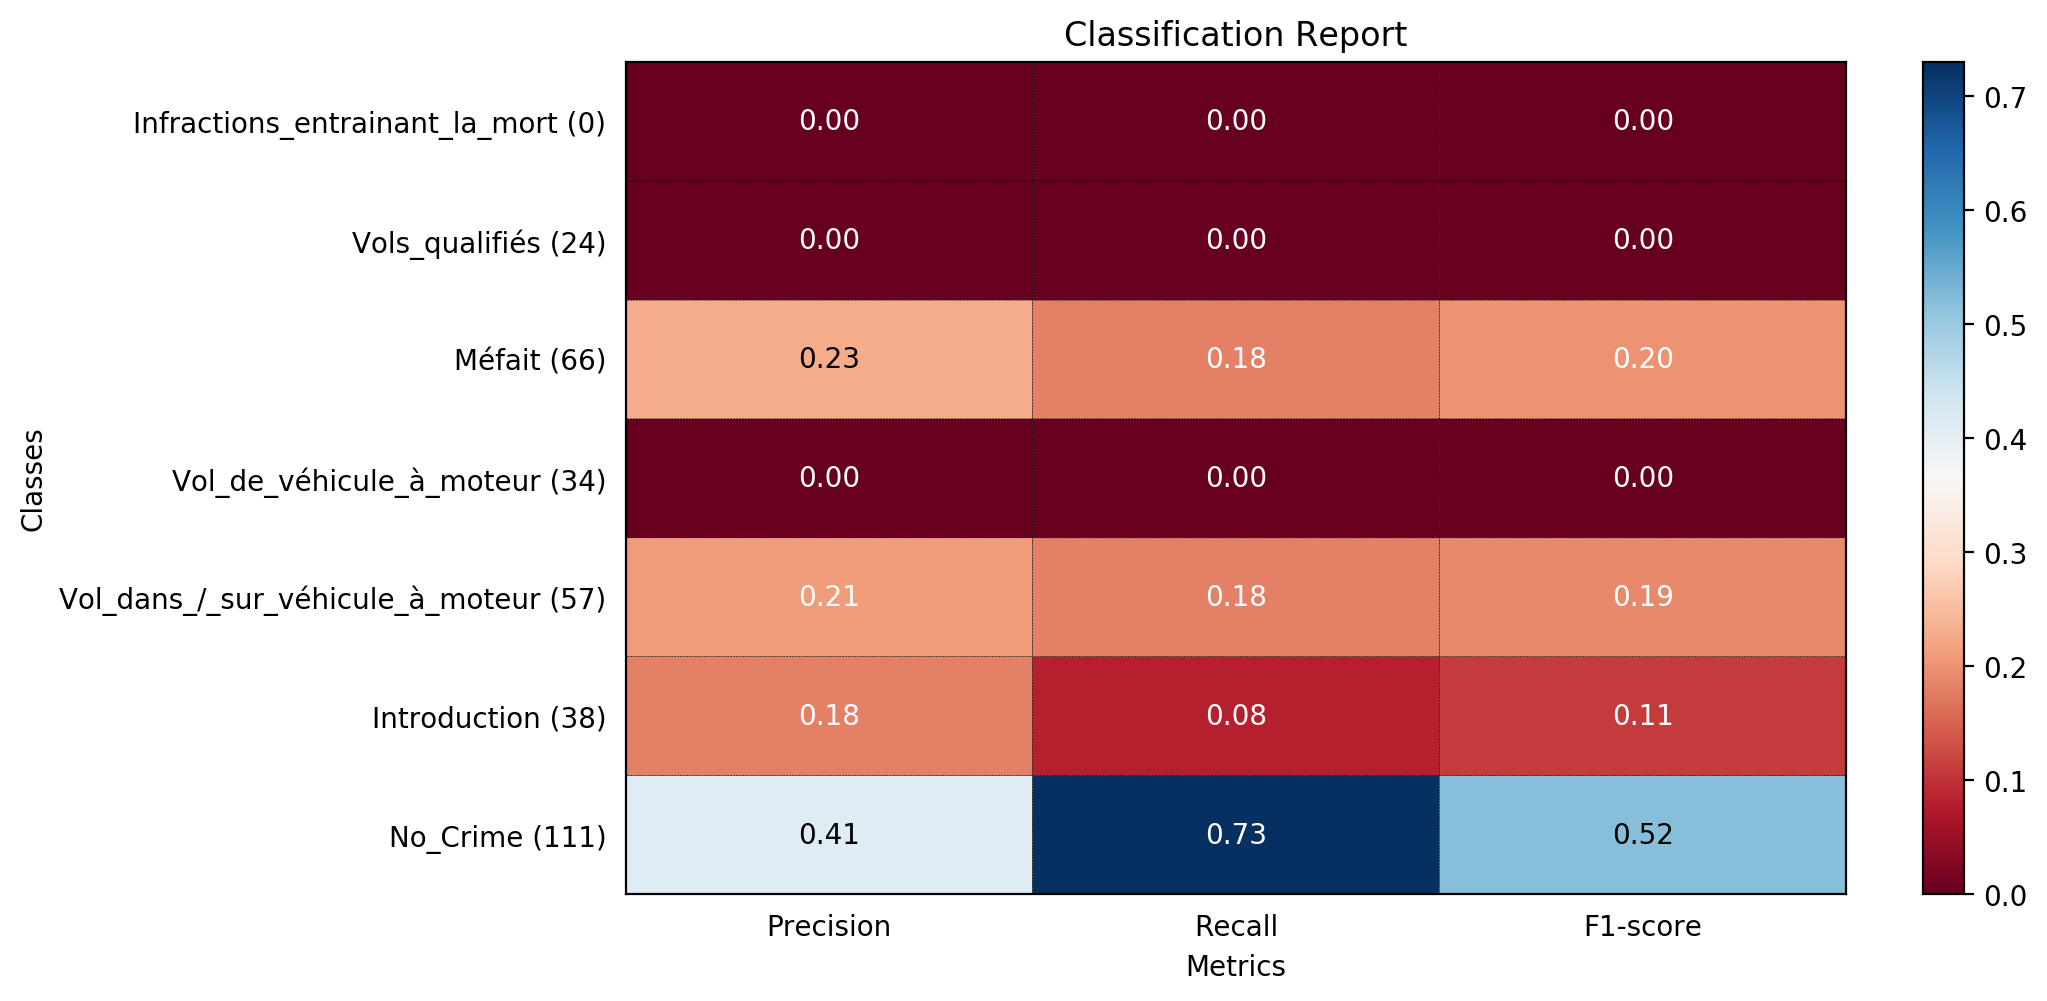 Classification Report
Infractions_entrainant_la_mort (0) 0.00 0.00 0.00
Vols_qualifiés (24) 0.00 0.00 0.00
Méfait (66) 0.23 0.18 0.20
Vol_de_véhicule_à_moteur (34) 0.00 0.00 0.00
Vol_dans_/_sur_véhicule_à_moteur (57) 0.21 0.18 0.19
Introduction (38) 0.18 0.08 0.11
No_Crime (111) 0.41 0.73 0.52
Classes
Precision Recall F1-score
Metrics
0.7
0.6
0.5
0.4
0.3
0.2
0.1
0.0